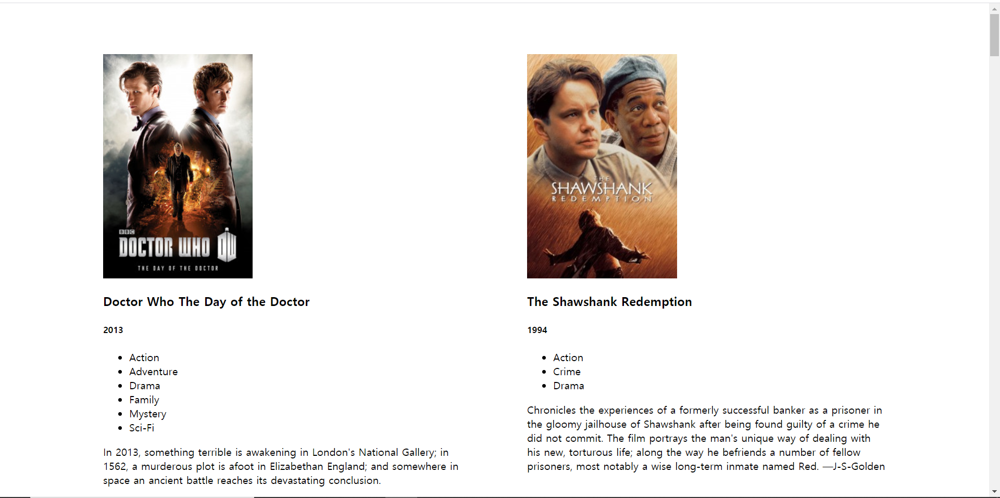 BBC
DOCTOR WHO DW
THE DAY OF THE DOCTOR
Doctor Who The Day of the Doctor
2013
Action
Adventure
Drama
Family
Mystery
Sci-Fi
In 2013, something terrible is awakening in London's National Gallery; in
1562, a murderous plot is afoot in Elizabethan England; and somewhere in
space an ancient battle reaches its devastating conclusion.
THE
SHAWSHANK
REDEMPTION
The Shawshank Redemption
1994
Action
Crime
Drama
Chronicles the experiences of a formerly successful banker as a prisoner in
the gloomy jailhouse of Shawshank after being found guilty of a crime he
did not commit. The film portrays the man's unique way of dealing with
his new, torturous life; along the way he befriends a number of fellow
prisoners, most notably a wise long-term inmate named Red. —J-S-Golden